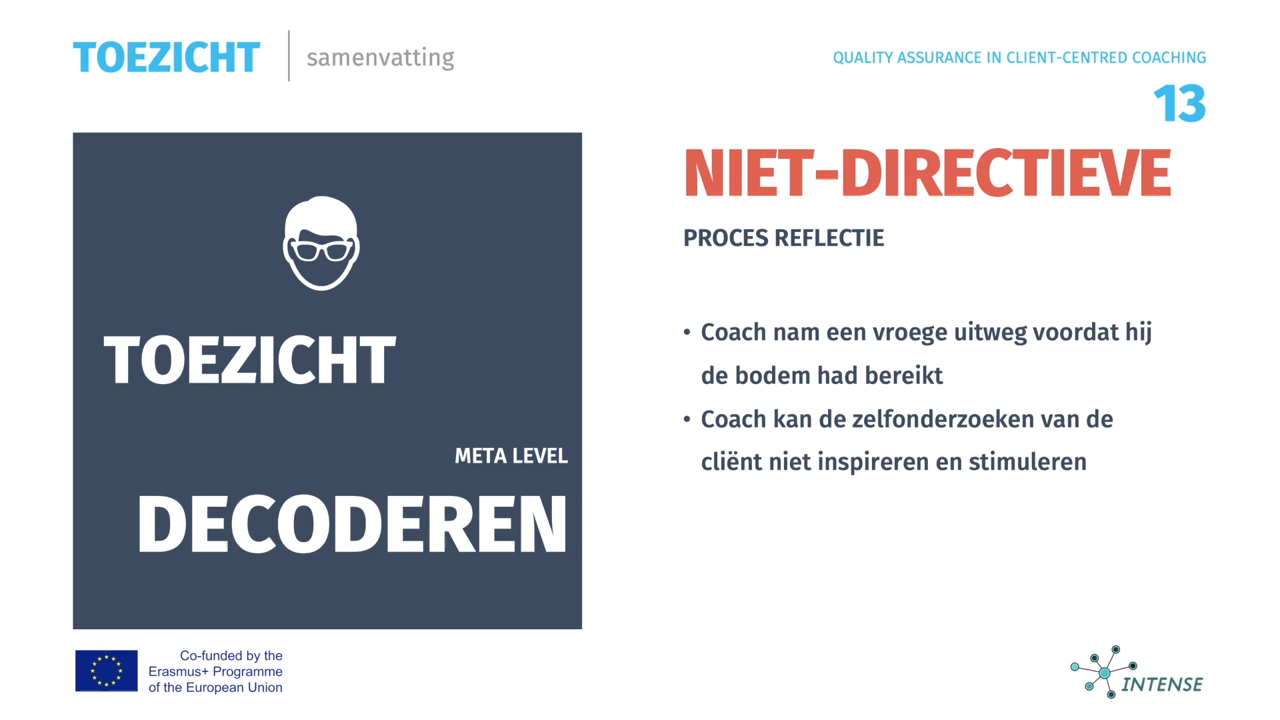 TOEZICHT
samenvatting
QUALITY ASSURANCE IN CLIENT-CENTRED COACHING
13
NIET-DIRECTIEVE
PROCES REFLECTIE
• Coach nam een vroege uitweg voordat hij
de bodem had bereikt
• Coach kan de zelfonderzoeken van de
cliënt niet inspireren en stimuleren
TOEZICHT
META LEVEL
DECODEREN
Co-funded by the
Erasmus+ Programme
of the European Union
INTENSE